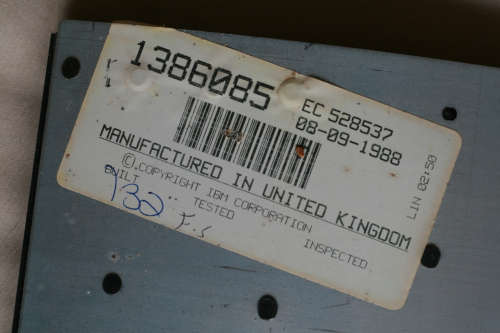 1386085
EC 528537
08-09-1988
MANUFACTURED IN UNITED KINGDOM
© COPYRIGHT IBM CORPORATION
BUILT TESTED INSPECTED
932
LIN 02:50